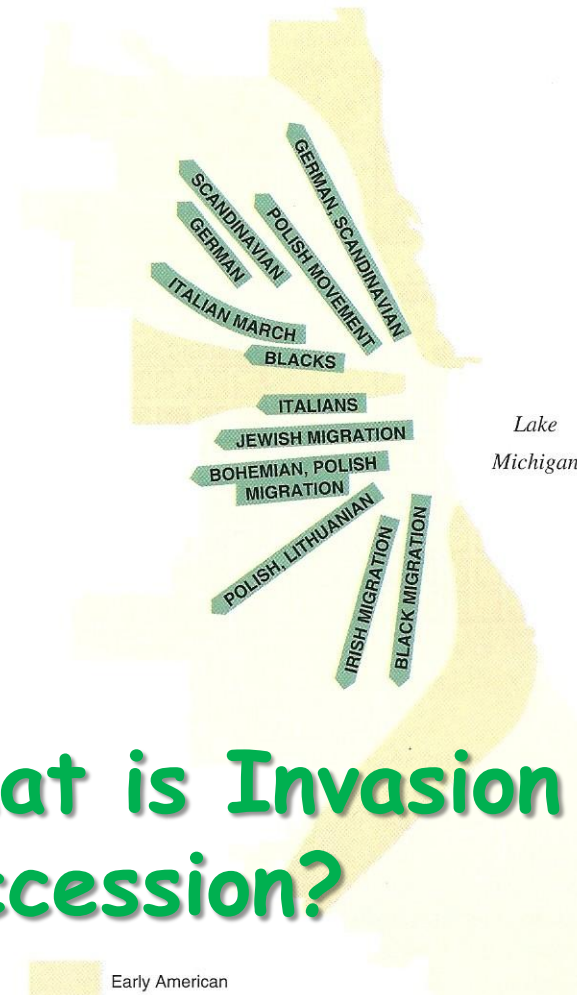 GERMAN, SCANDINAVIAN
SCANDINAVIAN
POLISH MOVEMENT
GERMAN
ITALIAN MARCH
BLACKS
ITALIANS
JEWISH MIGRATION
BOHEMIAN, POLISH
MIGRATION
POLISH, LITHUANIAN
IRISH MIGRATION
BLACK MIGRATION
Lake
Michigan
at is Invasion
ccession?
Early American